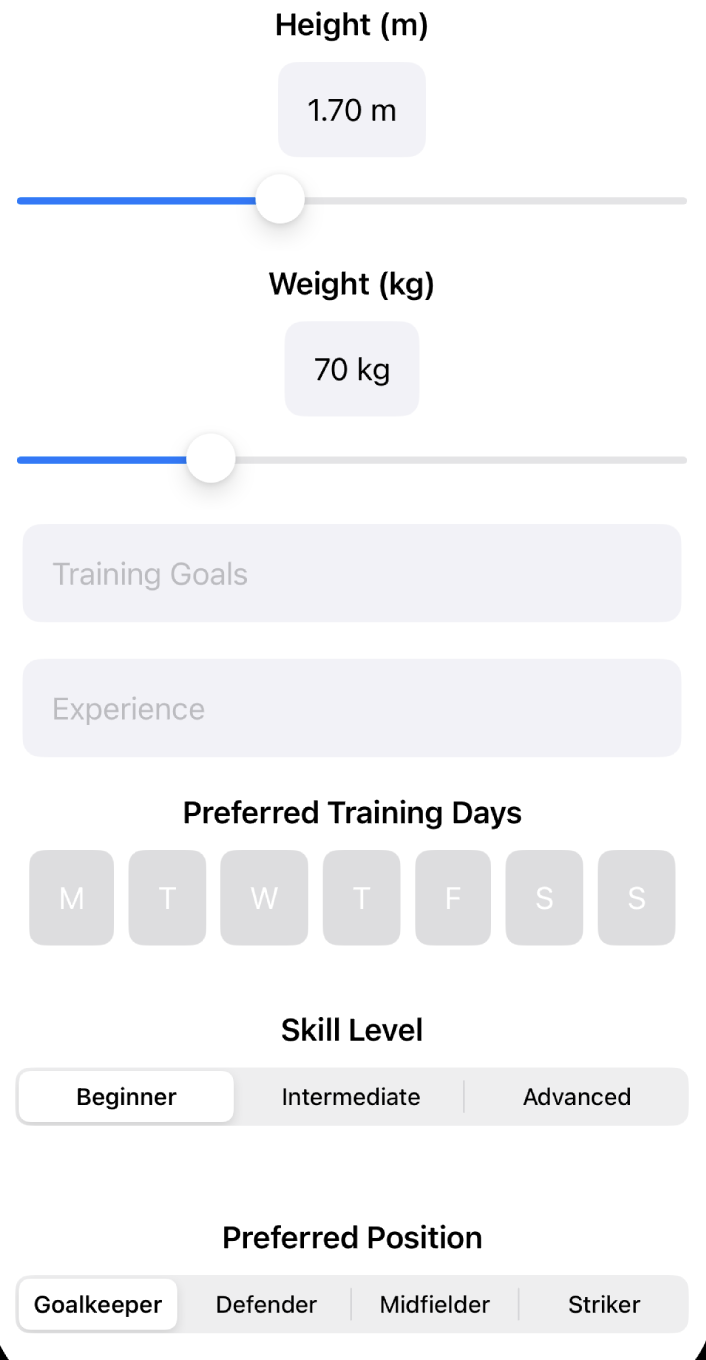 Height (m)
1.70 m
Weight (kg)
70 kg
Training Goals
Experience
Preferred Training Days
M T W T F S S
Skill Level
Beginner Intermediate Advanced
Preferred Position
Goalkeeper Defender Midfielder Striker